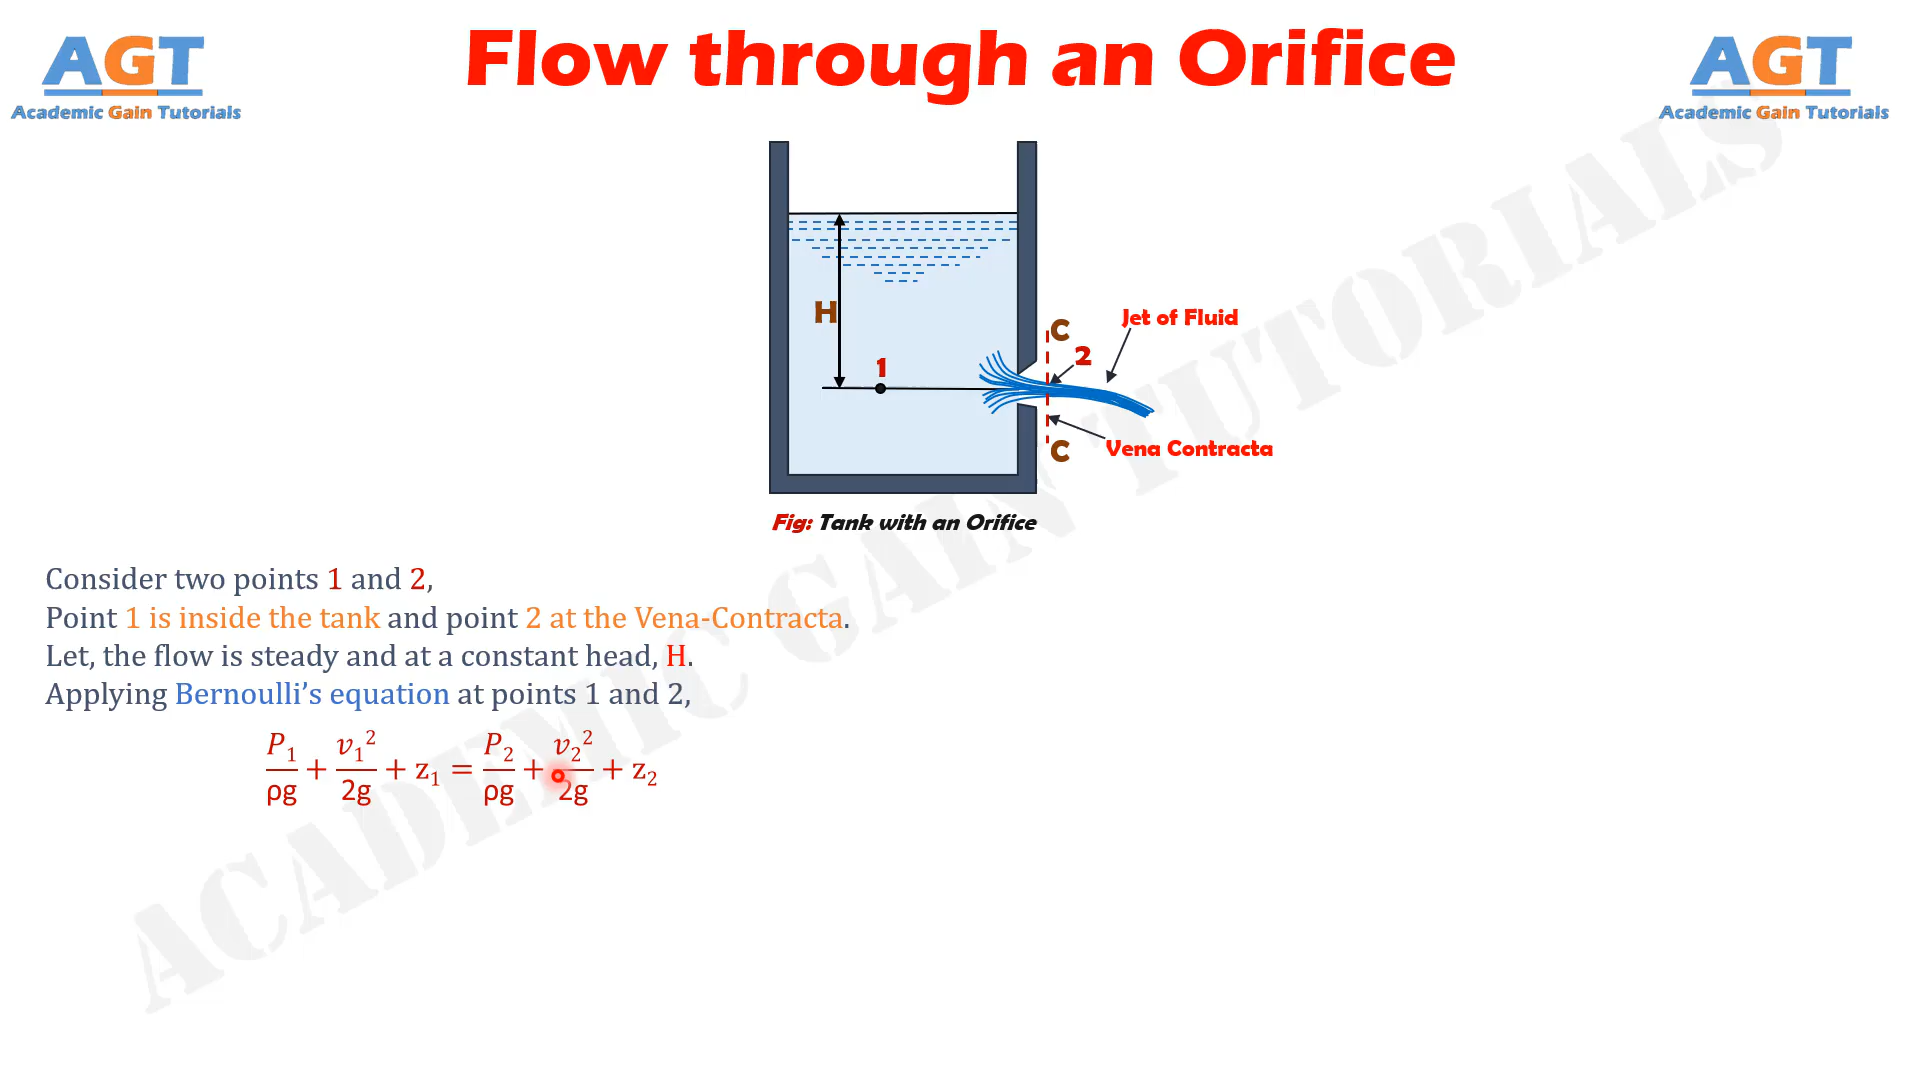 AGT
Academic Gain Tutorials
Flow through an Orifice
AGT
Academic Gain Tutorials
H
1
C
2
Jet of Fluid
C
Vena Contracta
Fig: Tank with an Orifice
Consider two points 1 and 2,
Point 1 is inside the tank and point 2 at the Vena-Contracta.
Let, the flow is steady and at a constant head, H.
Applying Bernoulli’s equation at points 1 and 2,
P₁/ρg + v₁²/2g + z₁ = P₂/ρg + v₂²/2g + z₂
ACADEMIC GAIN TUTORIALS